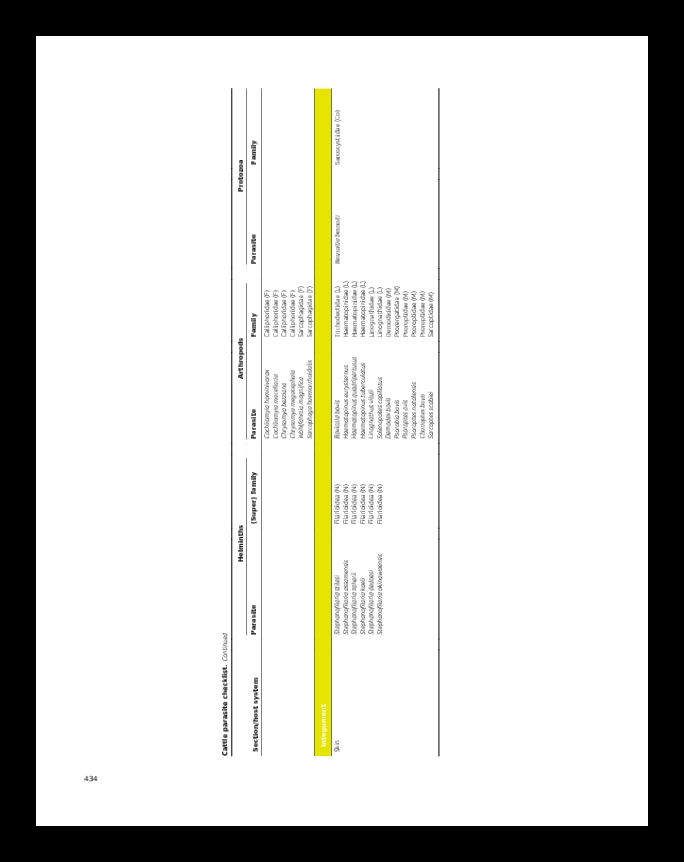 Cattle parasite checklist. Continued
Helminths Arthropods Protozoa
Section/host system Parasite (Super) family Parasite Family Parasite Family
Cochliomyia hominivorax Calliphoridae (F)
Cochliomyia macellaria Calliphoridae (F)
Chrysomya bezziana Calliphoridae (F)
Chrysomya megacephala Calliphoridae (F)
Wohlfahrtia magnifica Sarcophagidae (F)
Sarcophaga haemorrhoidalis Sarcophagidae (F)
Integument
Skin Stephanofilaria dilesi Filarioidea (N) Bovicola bovis Trichodectidae (L) Besnoitia besnoiti Sarcocystidae (Co)
Stephanofilaria assamensis Filarioidea (N) Haematopinus eurysternus Haematopinidae (L)
Stephanofilaria zaheeri Filarioidea (N) Haematopinus quadripertusus Haematopinidae (L)
Stephanofilaria kaeli Filarioidea (N) Haematopinus tuberculatus Haematopinidae (L)
Stephanofilaria dedoesi Filarioidea (N) Linognathus vituli Linognathidae (L)
Stephanofilaria okinawaensis Filarioidea (N) Solenopotes capillatus Linognathidae (L)
Demodex bovis Demodicidae (M)
Psorobia bovis Psorergatidae (M)
Psoroptes ovis Psoroptidae (M)
Psoroptes natalensis Psoroptidae (M)
Chorioptes bovis Psoroptidae (M)
Sarcoptes scabiei Sarcoptidae (M)
434